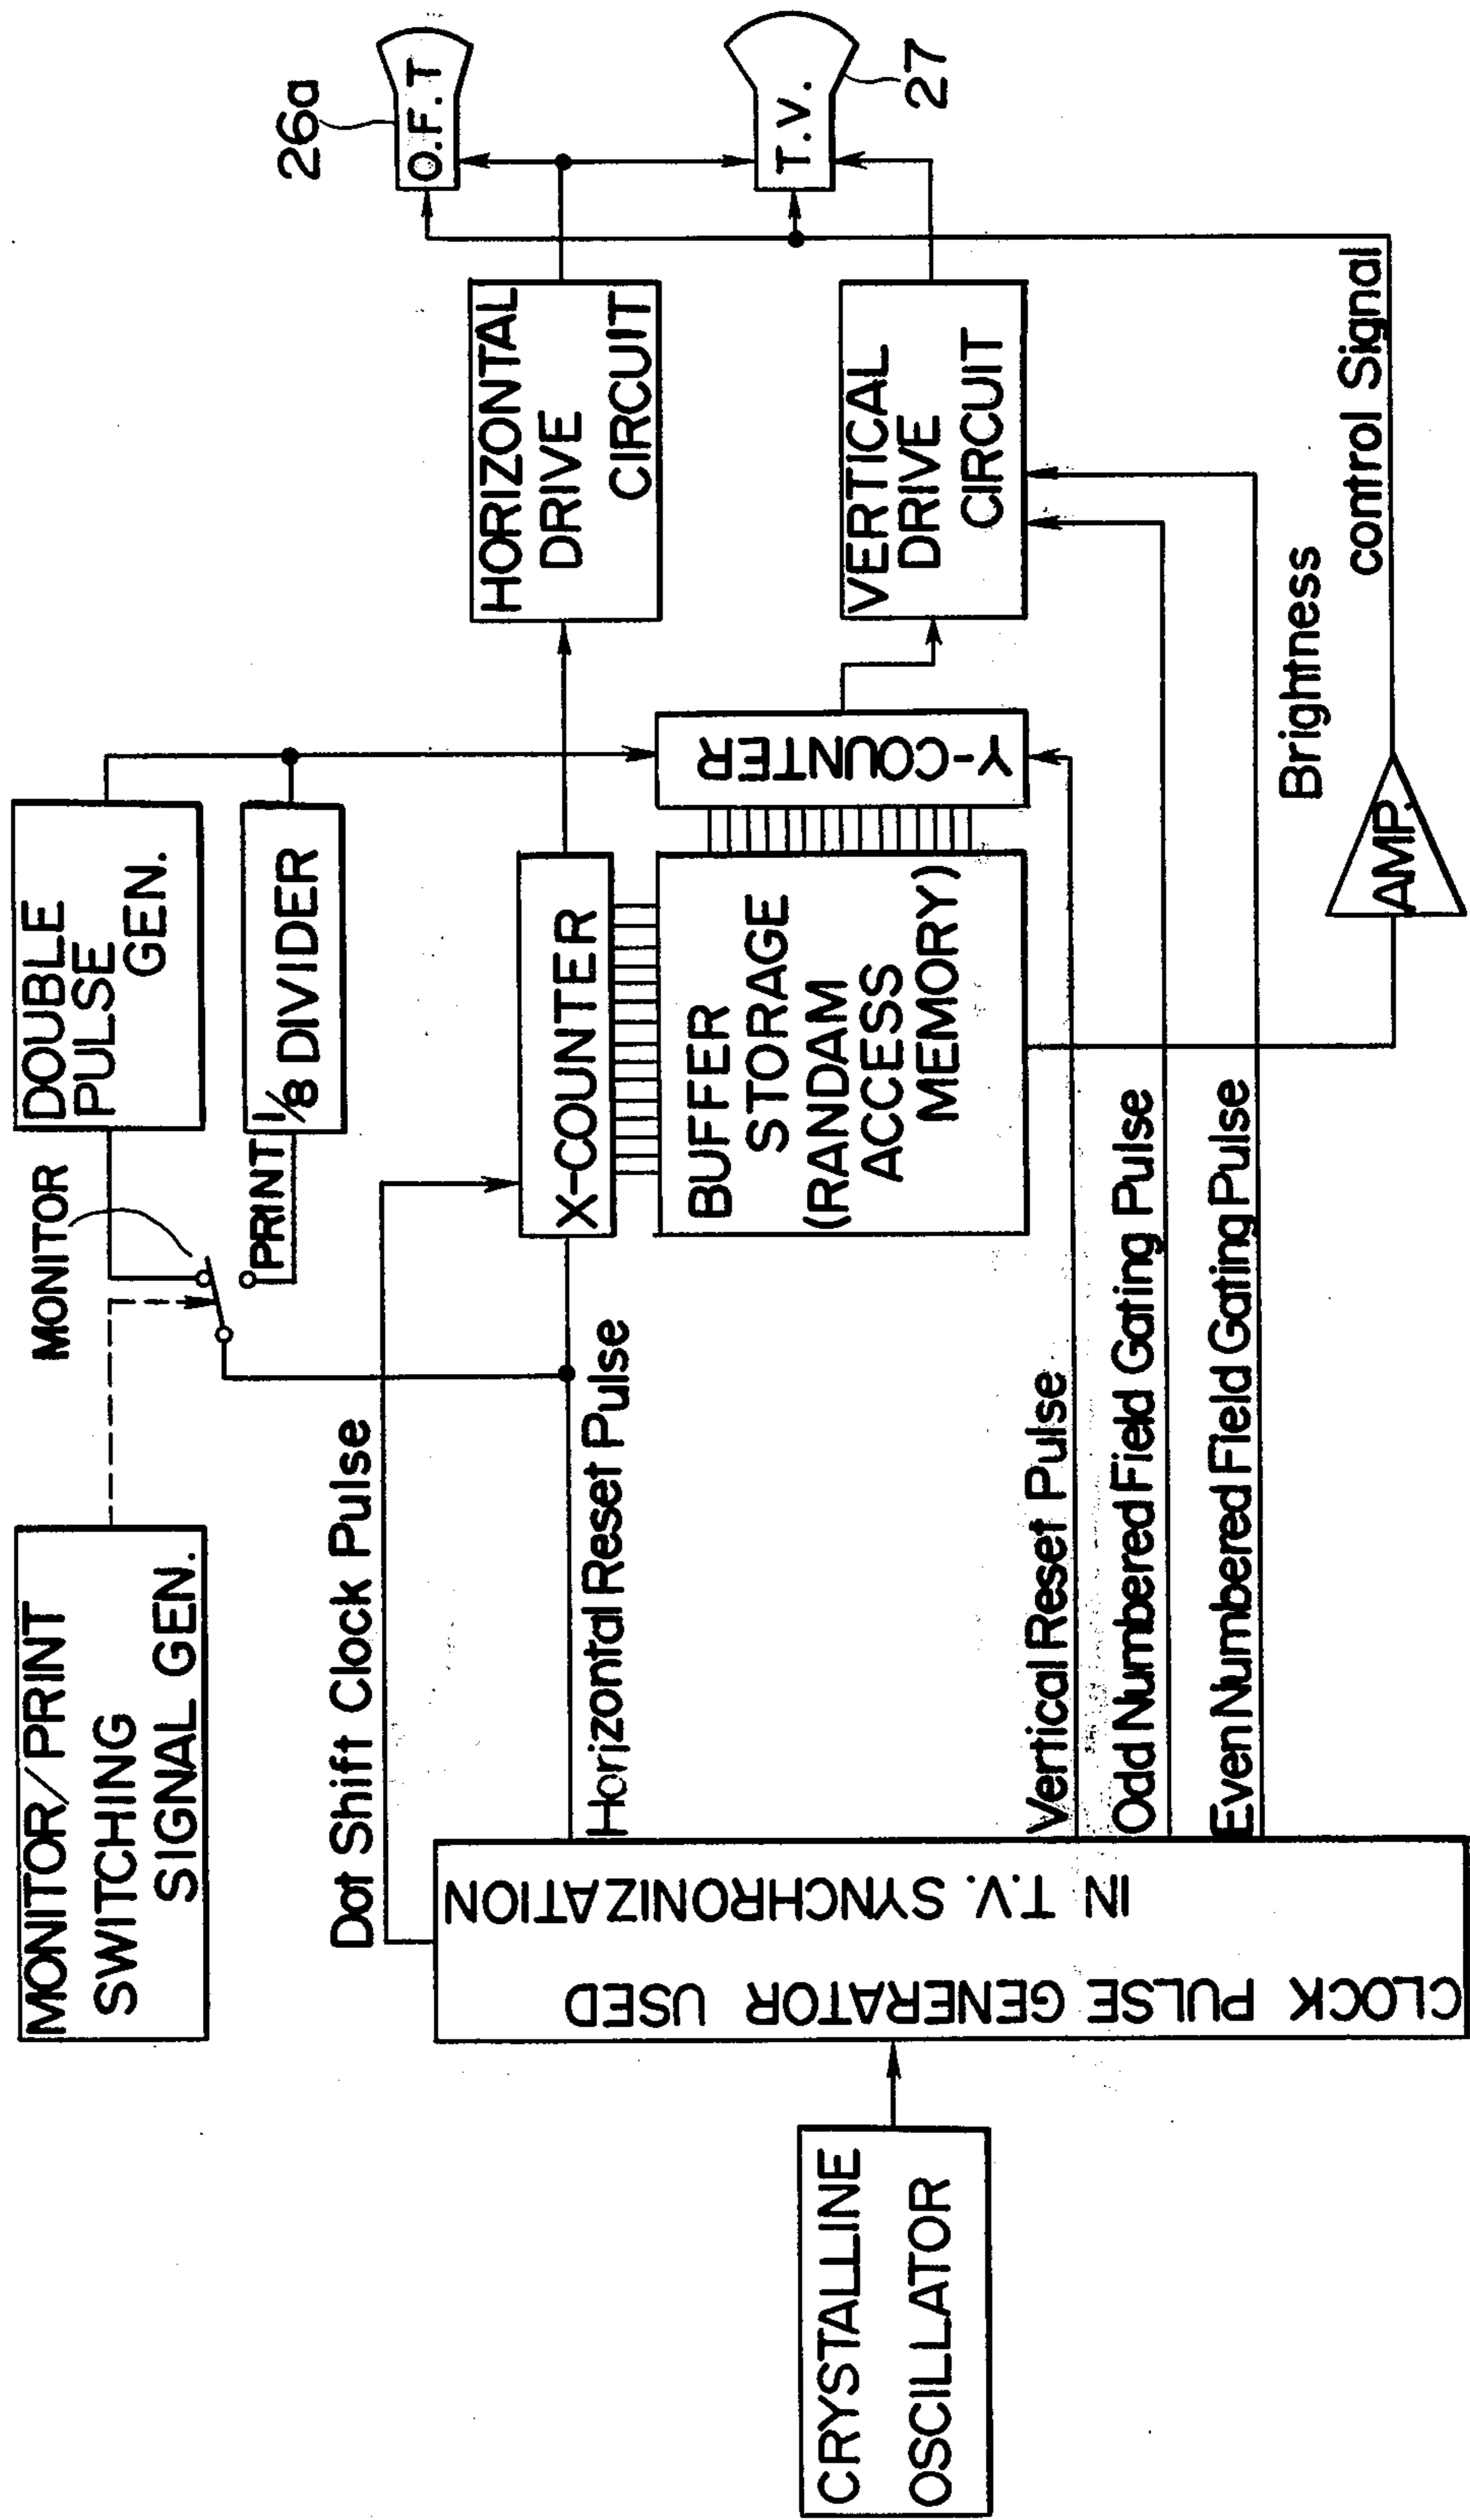 MONITOR/PRINT
SWITCHING
SIGNAL GEN.
MONITOR
PRINT
DOUBLE
PULSE
GEN.
1/8 DIVIDER
26a
O.F.T
Dot Shift Clock Pulse
X-COUNTER
HORIZONTAL
DRIVE
CIRCUIT
Horizontal Reset Pulse
CRYSTALLINE
OSCILLATOR
CLOCK PULSE GENERATOR USED
IN T.V. SYNCHRONIZATION
BUFFER
STORAGE
(RANDAM
ACCESS
MEMORY)
Y-COUNTER
VERTICAL
DRIVE
CIRCUIT
T.V.
27
Vertical Reset Pulse
Odd Numbered Field Gating Pulse
Even Numbered Field Gating Pulse
Brightness
control Signal
AMP.